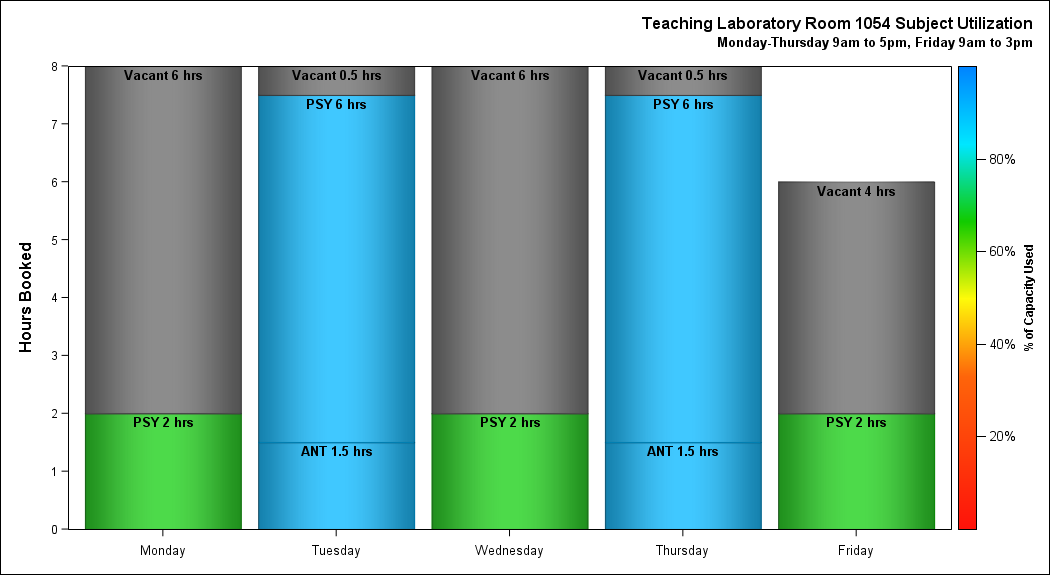 Teaching Laboratory Room 1054 Subject Utilization
Monday-Thursday 9am to 5pm, Friday 9am to 3pm
Hours Booked
8
7
6
5
4
3
2
1
0
Vacant 6 hrs
PSY 2 hrs
Vacant 0.5 hrs
PSY 6 hrs
ANT 1.5 hrs
Vacant 6 hrs
PSY 2 hrs
Vacant 0.5 hrs
PSY 6 hrs
ANT 1.5 hrs
Vacant 4 hrs
PSY 2 hrs
Monday
Tuesday
Wednesday
Thursday
Friday
80%
60%
40%
20%
% of Capacity Used